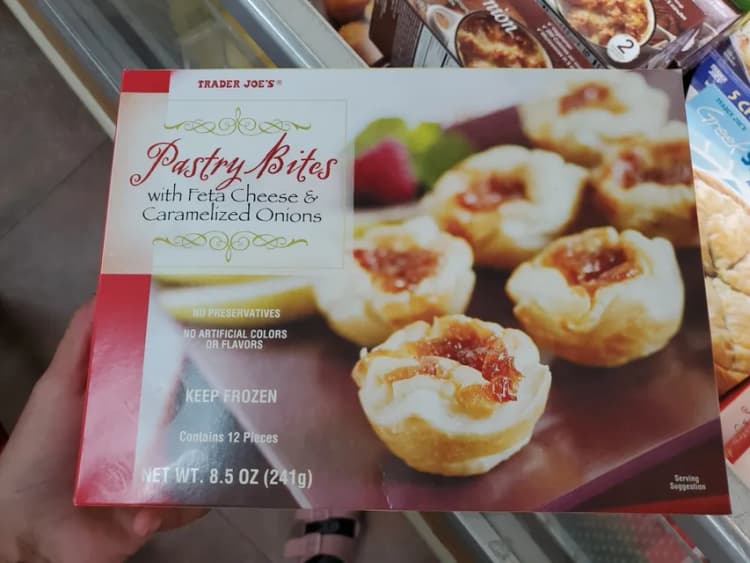 TRADER JOE'S®
Pastry Bites
with Feta Cheese &
Caramelized Onions
NO PRESERVATIVES
NO ARTIFICIAL COLORS
OR FLAVORS
KEEP FROZEN
Contains 12 Pieces
NET WT. 8.5 OZ (241g)
Serving
Suggestion
2